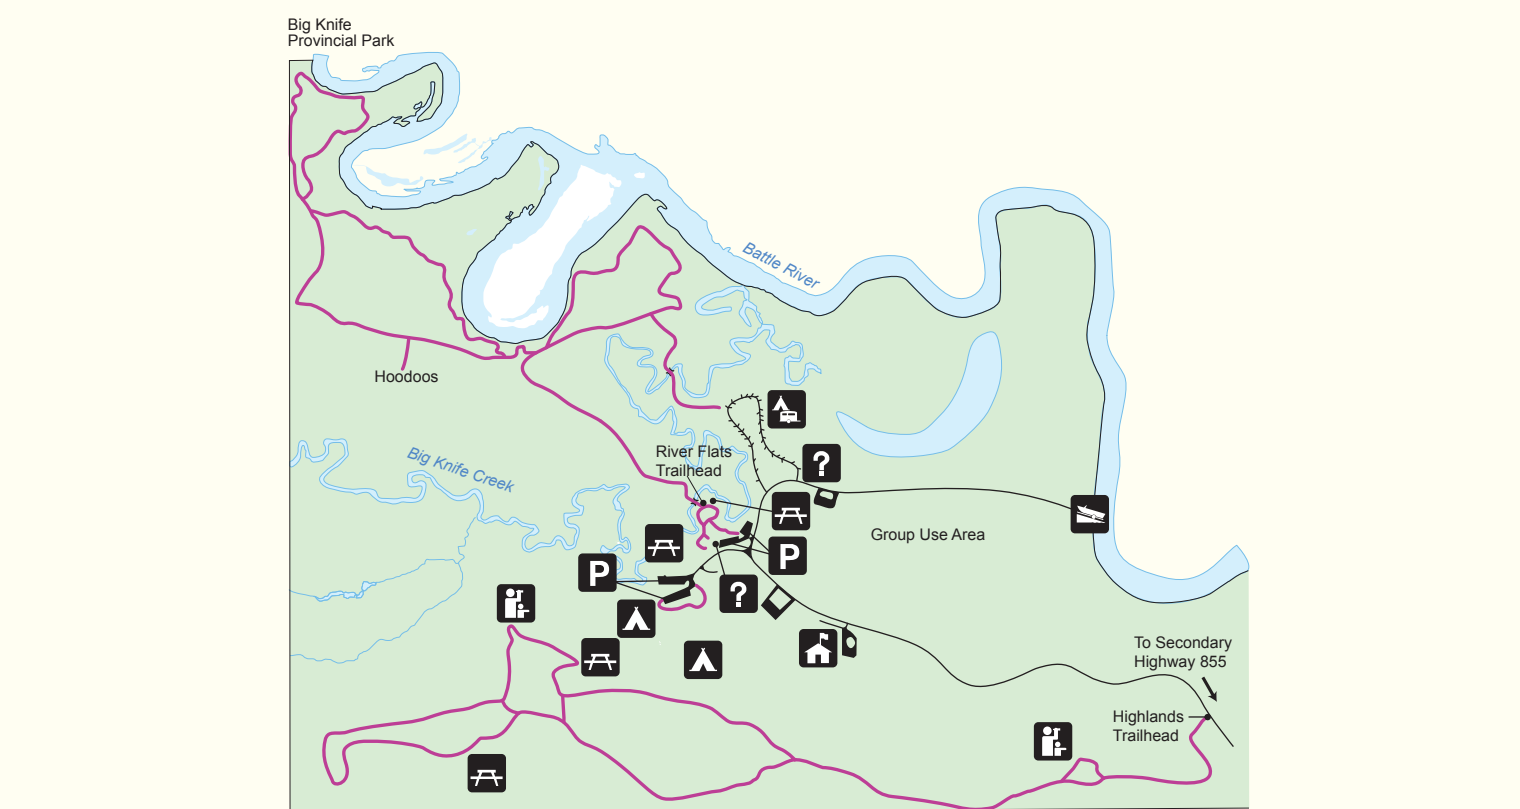 Big Knife
Provincial Park
Battle River
Hoodoos
Big Knife Creek
River Flats
Trailhead
?
Group Use Area
P
P
?
To Secondary
Highway 855
Highlands
Trailhead